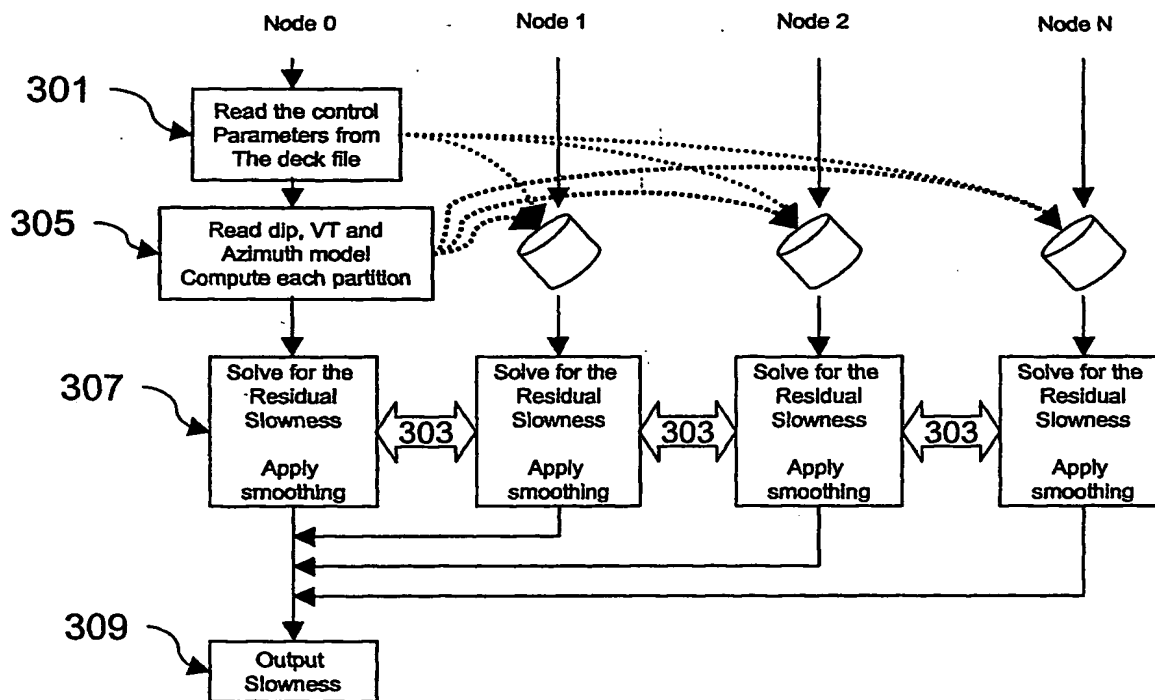 Node 0
Node 1
Node 2
Node N
301
Read the control
Parameters from
The deck file
305
Read dip, VT and
Azimuth model
Compute each partition
307
Solve for the
Residual
Slowness
Apply
smoothing
303
Solve for the
Residual
Slowness
Apply
smoothing
303
Solve for the
Residual
Slowness
Apply
smoothing
303
Solve for the
Residual
Slowness
Apply
smoothing
309
Output
Slowness